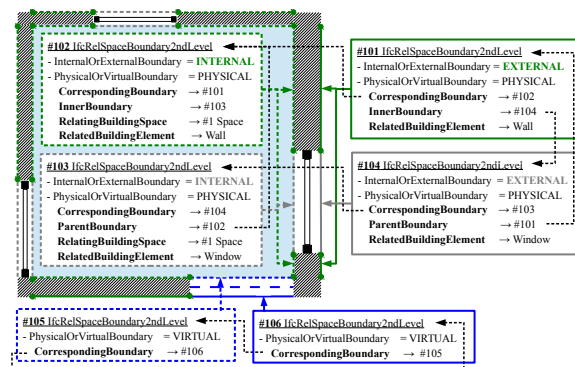 #102 IfcRelSpaceBoundary2ndLevel
- InternalOrExternalBoundary = INTERNAL
- PhysicalOrVirtualBoundary = PHYSICAL
CorrespondingBoundary → #101
InnerBoundary → #103
RelatingBuildingSpace → #1 Space
RelatedBuildingElement → Wall
#101 IfcRelSpaceBoundary2ndLevel
- InternalOrExternalBoundary = EXTERNAL
- PhysicalOrVirtualBoundary = PHYSICAL
CorrespondingBoundary → #102
InnerBoundary → #104
RelatedBuildingElement → Wall
#103 IfcRelSpaceBoundary2ndLevel
- InternalOrExternalBoundary = INTERNAL
- PhysicalOrVirtualBoundary = PHYSICAL
CorrespondingBoundary → #104
ParentBoundary → #102
RelatingBuildingSpace → #1 Space
RelatedBuildingElement → Window
#104 IfcRelSpaceBoundary2ndLevel
- InternalOrExternalBoundary = EXTERNAL
- PhysicalOrVirtualBoundary = PHYSICAL
CorrespondingBoundary → #103
ParentBoundary → #101
RelatedBuildingElement → Window
#105 IfcRelSpaceBoundary2ndLevel
- PhysicalOrVirtualBoundary = VIRTUAL
CorrespondingBoundary → #106
#106 IfcRelSpaceBoundary2ndLevel
- PhysicalOrVirtualBoundary = VIRTUAL
CorrespondingBoundary → #105